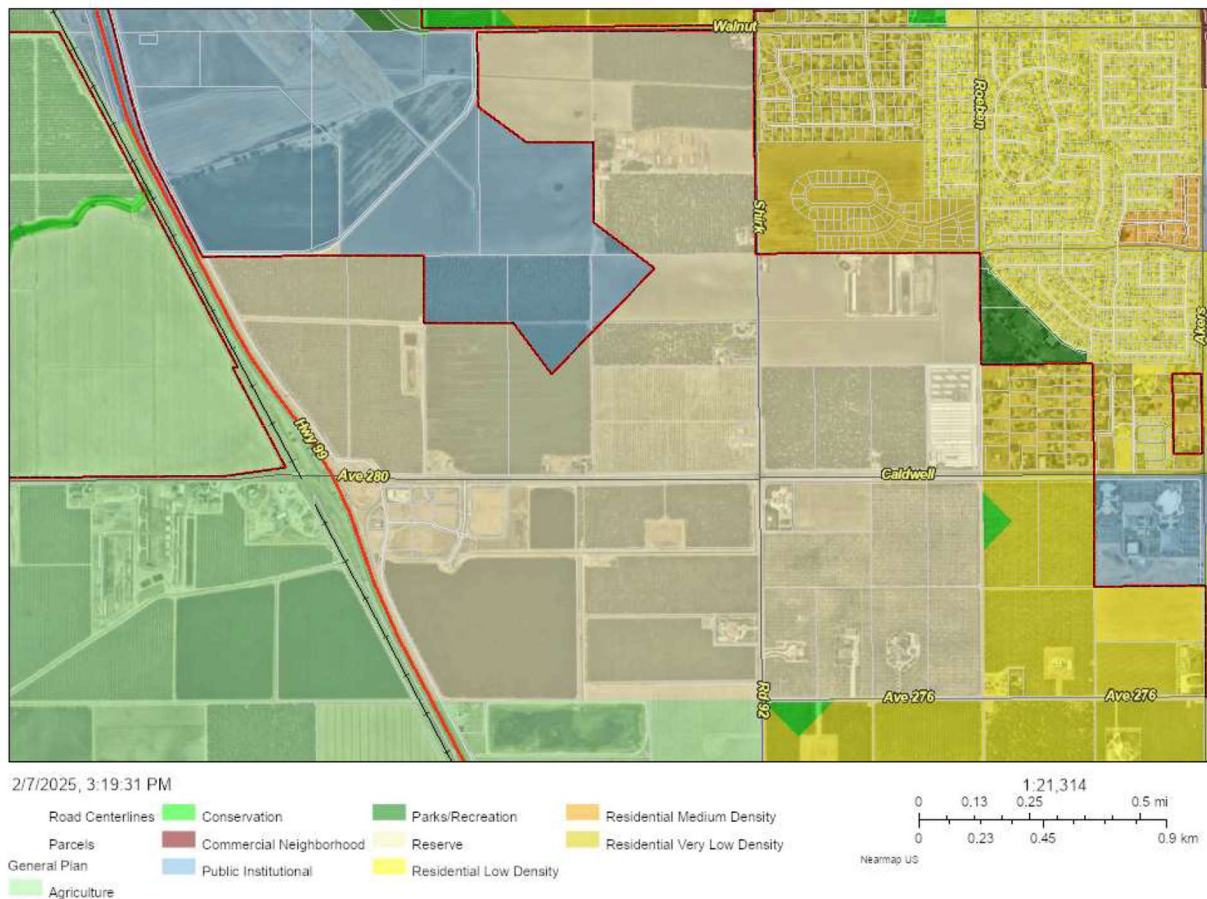 Walnut
Roeben
Shirk
Akers
Hwy 99
Ave 280
Caldwell
Rd 92
Ave 276
Ave 276
2/7/2025, 3:19:31 PM
Road Centerlines
Parcels
General Plan
Agriculture
Conservation
Commercial Neighborhood
Public Institutional
Parks/Recreation
Reserve
Residential Low Density
Residential Medium Density
Residential Very Low Density
1:21,314
0 0.13 0.25 0.5 mi
0 0.23 0.45 0.9 km
Nearmap US